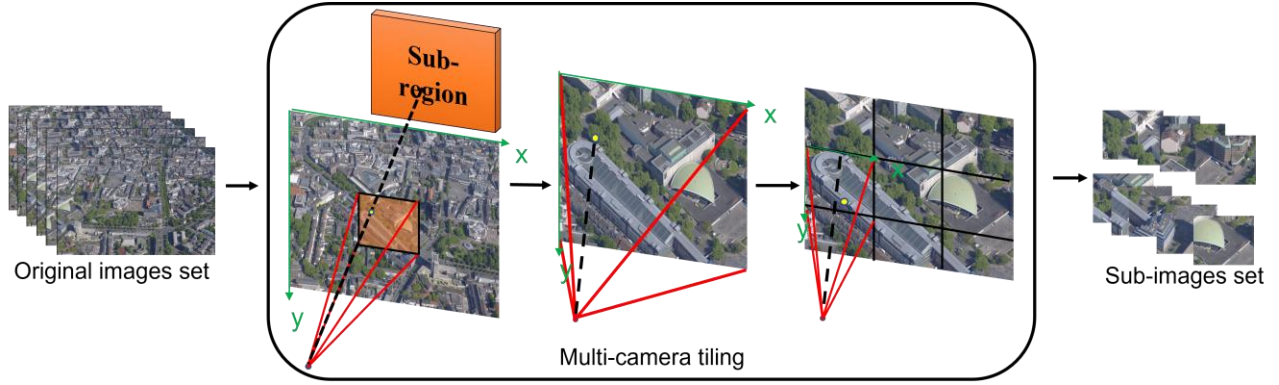 Sub-
region
x
y
x
y
x
y
Original images set
Multi-camera tiling
Sub-images set